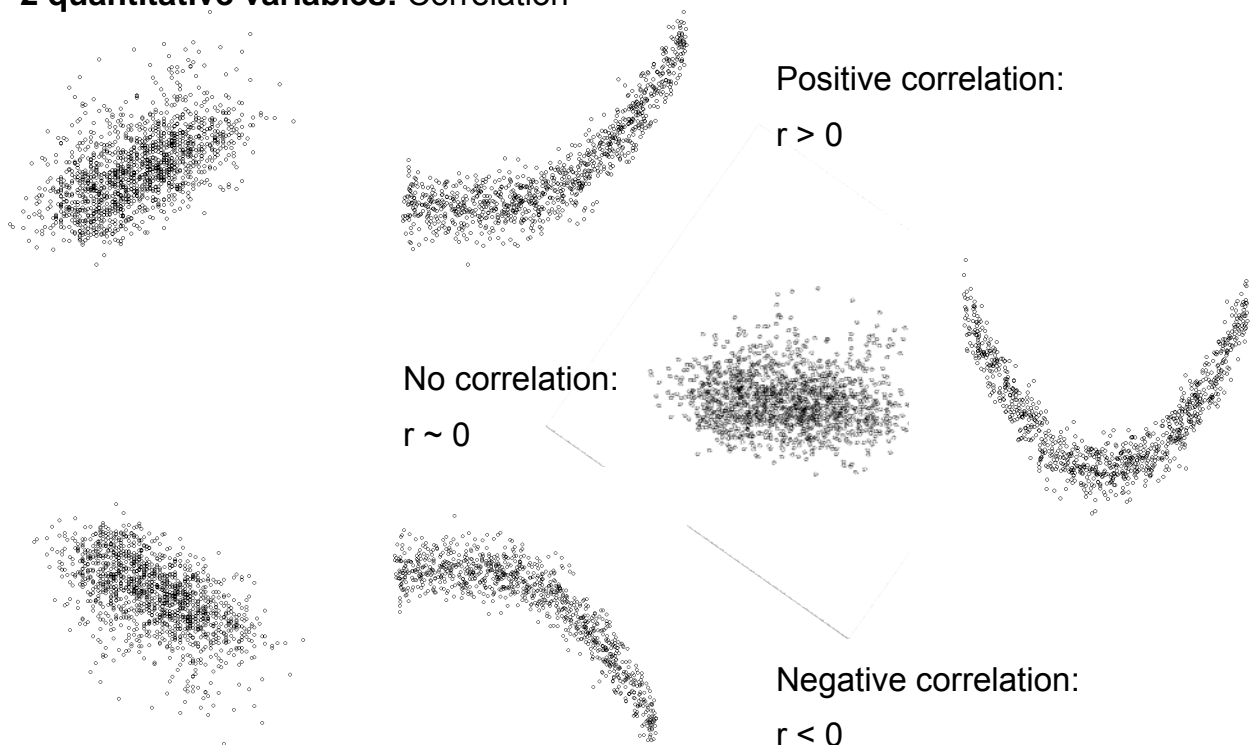 2 quantitative variables: Correlation
Positive correlation:
r > 0
No correlation:
r ~ 0
Negative correlation:
r < 0